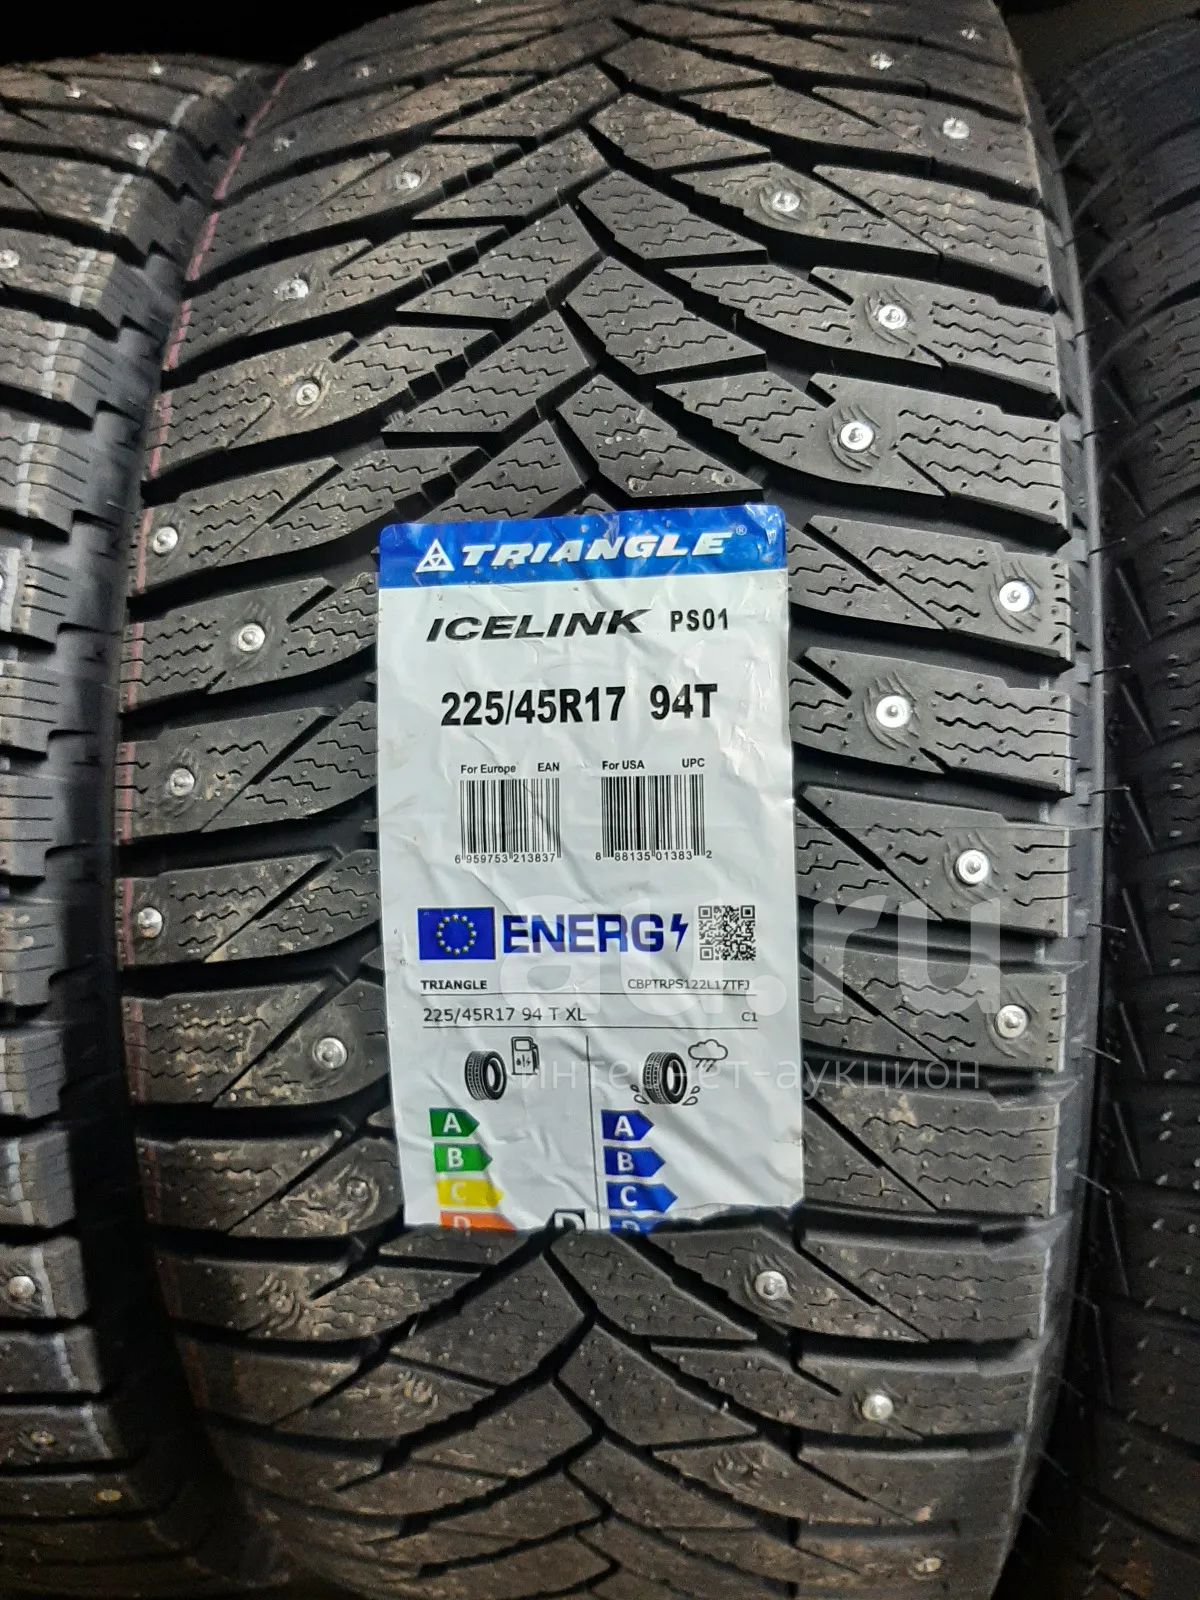 TRIANGLE®
ICELINK PS01
225/45R17 94T
For Europe EAN For USA UPC
6 959753 213837 8 88135 01383 2
ENERG
TRIANGLE CBPTRPS122L17TFJ
225/45R17 94 T XL C1
au.ru
интернет-аукцион
A A
B B
C C
D D D